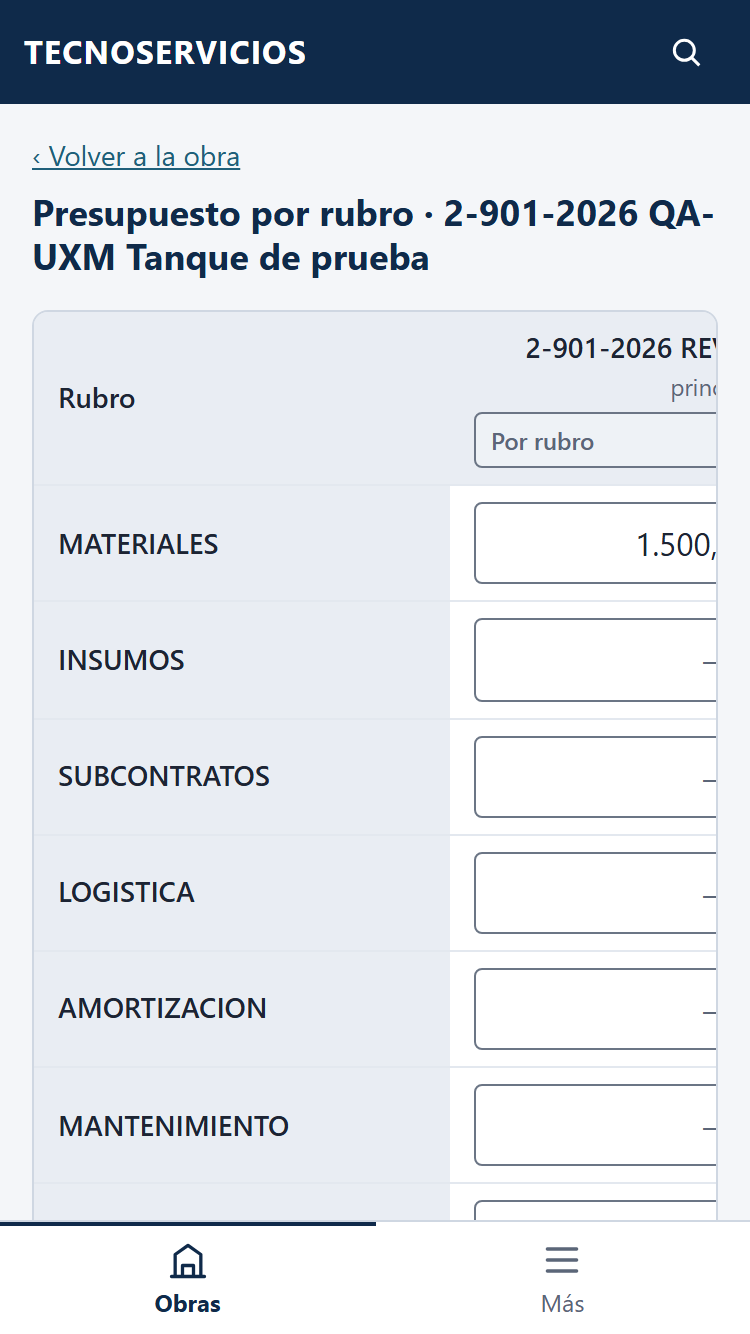 TECNOSERVICIOS
‹ Volver a la obra
Presupuesto por rubro · 2-901-2026 QA-
UXM Tanque de prueba
2-901-2026
Rubro
Por rubro
MATERIALES
1.500,
INSUMOS
–
SUBCONTRATOS
–
LOGISTICA
–
AMORTIZACION
–
MANTENIMIENTO
–
Obras
Más